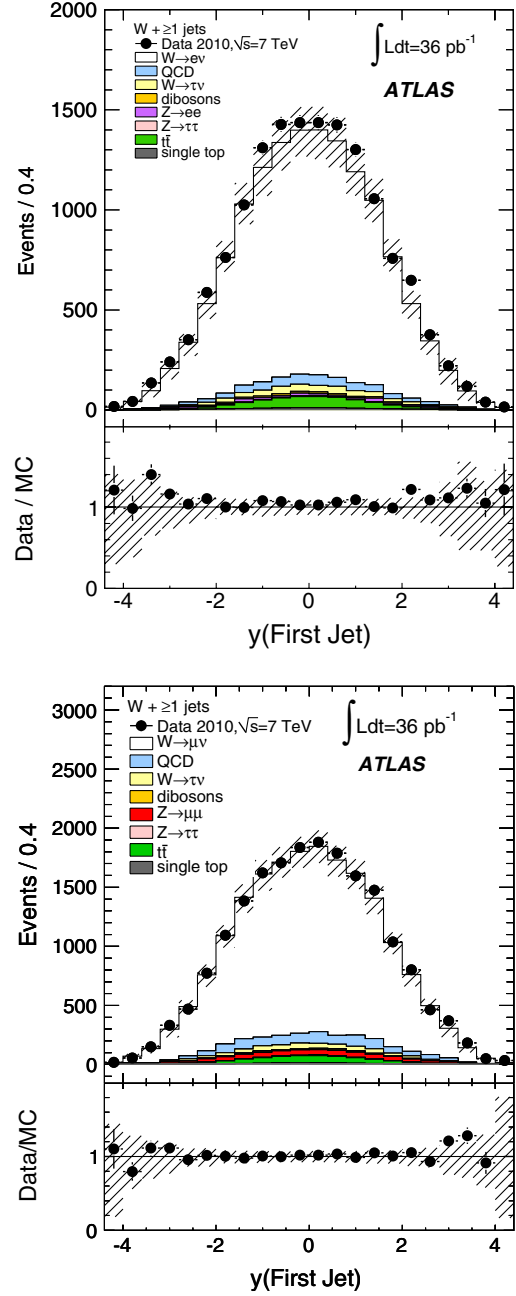 2000
1500
1000
500
0
Events / 0.4
W + ≥1 jets
Data 2010,√s=7 TeV
W→eν
QCD
W→τν
dibosons
Z→ee
Z→ττ
tt̄
single top
∫Ldt=36 pb⁻¹
ATLAS
Data / MC
1
0
-4 -2 0 2 4
y(First Jet)
3000
2500
2000
1500
1000
500
0
Events / 0.4
W + ≥1 jets
Data 2010,√s=7 TeV
W→μν
QCD
W→τν
dibosons
Z→μμ
Z→ττ
tt̄
single top
∫Ldt=36 pb⁻¹
ATLAS
Data/MC
1
0
-4 -2 0 2 4
y(First Jet)